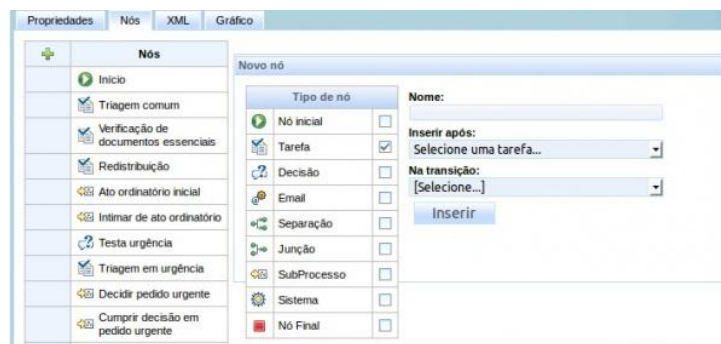 Propriedades Nós XML Gráfico
Nós
Início
Triagem comum
Verificação de
documentos essenciais
Redistribuição
Ato ordinatório inicial
Intimar de ato ordinatório
Testa urgência
Triagem em urgência
Decidir pedido urgente
Cumprir decisão em
pedido urgente
Novo nó
Tipo de nó
Nó inicial
Tarefa
Decisão
Email
Separação
Junção
SubProcesso
Sistema
Nó Final
Nome:
Inserir após:
Selecione uma tarefa...
Na transição:
[Selecione...]
Inserir